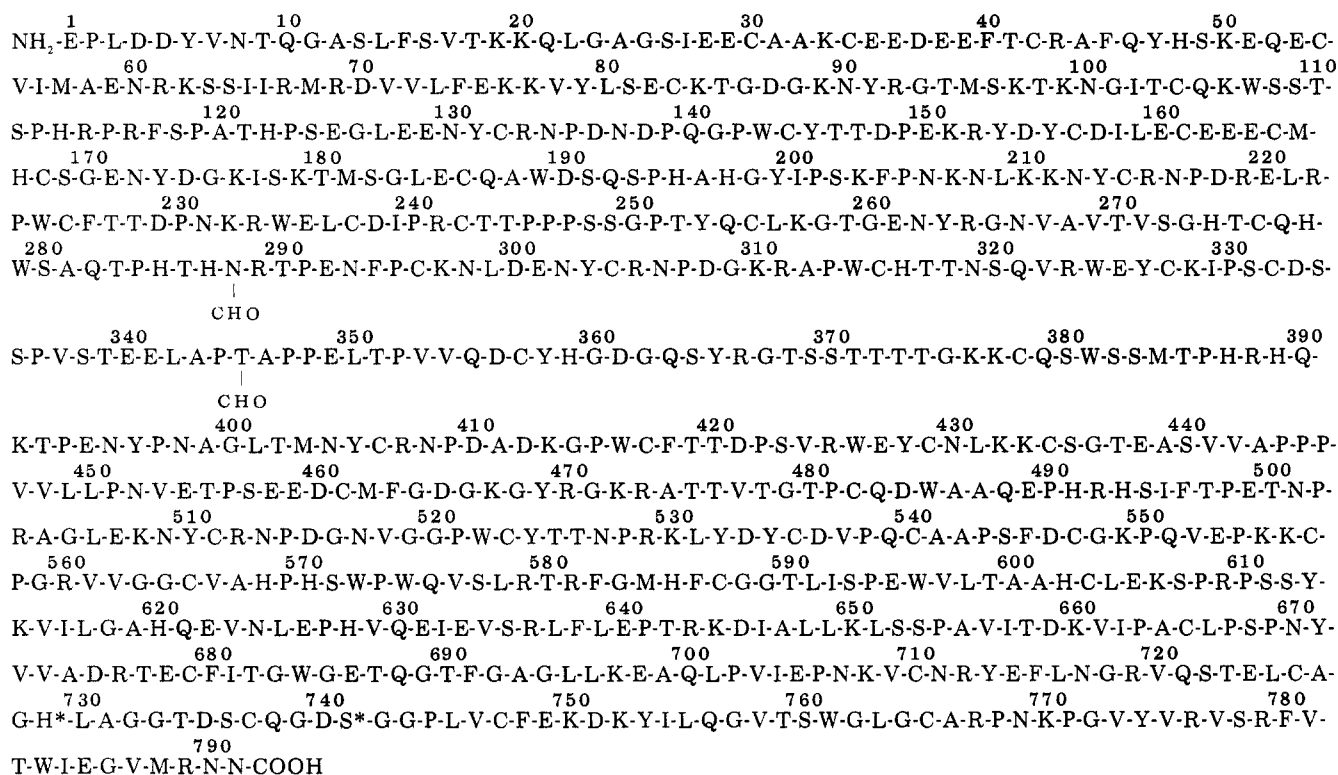 1 10 20 30 40 50
NH2-E-P-L-D-D-Y-V-N-T-Q-G-A-S-L-F-S-V-T-K-K-Q-L-G-A-G-S-I-E-E-C-A-A-K-C-E-E-D-E-E-F-T-C-R-A-F-Q-Y-H-S-K-E-Q-E-C-
60 70 80 90 100 110
V-I-M-A-E-N-R-K-S-S-I-I-R-M-R-D-V-V-L-F-E-K-K-V-Y-L-S-E-C-K-T-G-D-G-K-N-Y-R-G-T-M-S-K-T-K-N-G-I-T-C-Q-K-W-S-S-T-
120 130 140 150 160
S-P-H-R-P-R-F-S-P-A-T-H-P-S-E-G-L-E-E-N-Y-C-R-N-P-D-N-D-P-Q-G-P-W-C-Y-T-T-D-P-E-K-R-Y-D-Y-C-D-I-L-E-C-E-E-E-C-M-
170 180 190 200 210 220
H-C-S-G-E-N-Y-D-G-K-I-S-K-T-M-S-G-L-E-C-Q-A-W-D-S-Q-S-P-H-A-H-G-Y-I-P-S-K-F-P-N-K-N-L-K-K-N-Y-C-R-N-P-D-R-E-L-R-
230 240 250 260 270
P-W-C-F-T-T-D-P-N-K-R-W-E-L-C-D-I-P-R-C-T-T-P-P-P-S-S-G-P-T-Y-Q-C-L-K-G-T-G-E-N-Y-R-G-N-V-A-V-T-V-S-G-H-T-C-Q-H-
280 290 300 310 320 330
W-S-A-Q-T-P-H-T-H-N-R-T-P-E-N-F-P-C-K-N-L-D-E-N-Y-C-R-N-P-D-G-K-R-A-P-W-C-H-T-T-N-S-Q-V-R-W-E-Y-C-K-I-P-S-C-D-S-
CHO
340 350 360 370 380 390
S-P-V-S-T-E-E-L-A-P-T-A-P-P-E-L-T-P-V-V-Q-D-C-Y-H-G-D-G-Q-S-Y-R-G-T-S-S-T-T-T-T-G-K-K-C-Q-S-W-S-S-M-T-P-H-R-H-Q-
CHO
400 410 420 430 440
K-T-P-E-N-Y-P-N-A-G-L-T-M-N-Y-C-R-N-P-D-A-D-K-G-P-W-C-F-T-T-D-P-S-V-R-W-E-Y-C-N-L-K-K-C-S-G-T-E-A-S-V-V-A-P-P-P-
450 460 470 480 490 500
V-V-L-L-P-N-V-E-T-P-S-E-E-D-C-M-F-G-D-G-K-G-Y-R-G-K-R-A-T-T-V-T-G-T-P-C-Q-D-W-A-A-Q-E-P-H-R-H-S-I-F-T-P-E-T-N-P-
510 520 530 540 550
R-A-G-L-E-K-N-Y-C-R-N-P-D-G-N-V-G-G-P-W-C-Y-T-T-N-P-R-K-L-Y-D-Y-C-D-V-P-Q-C-A-A-P-S-F-D-C-G-K-P-Q-V-E-P-K-K-C-
560 570 580 590 600 610
P-G-R-V-V-G-G-C-V-A-H-P-H-S-W-P-W-Q-V-S-L-R-T-R-F-G-M-H-F-C-G-G-T-L-I-S-P-E-W-V-L-T-A-A-H-C-L-E-K-S-P-R-P-S-S-Y-
620 630 640 650 660 670
K-V-I-L-G-A-H-Q-E-V-N-L-E-P-H-V-Q-E-I-E-V-S-R-L-F-L-E-P-T-R-K-D-I-A-L-L-K-L-S-S-P-A-V-I-T-D-K-V-I-P-A-C-L-P-S-P-N-Y-
680 690 700 710 720
V-V-A-D-R-T-E-C-F-I-T-G-W-G-E-T-Q-G-T-F-G-A-G-L-L-K-E-A-Q-L-P-V-I-E-P-N-K-V-C-N-R-Y-E-F-L-N-G-R-V-Q-S-T-E-L-C-A-
730 740 750 760 770 780
G-H*-L-A-G-G-T-D-S-C-Q-G-D-S*-G-G-P-L-V-C-F-E-K-D-K-Y-I-L-Q-G-V-T-S-W-G-L-G-C-A-R-P-N-K-P-G-V-Y-V-R-V-S-R-F-V-
790
T-W-I-E-G-V-M-R-N-N-COOH